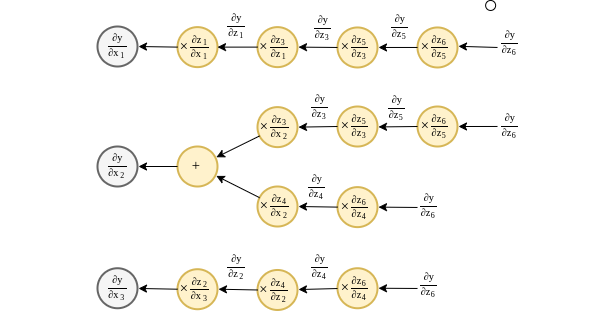 ∂y/∂x₁ ×∂z₁/∂x₁ ∂y/∂z₁ ×∂z₃/∂z₁ ∂y/∂z₃ ×∂z₅/∂z₃ ∂y/∂z₅ ×∂z₆/∂z₅ ∂y/∂z₆
×∂z₃/∂x₂ ∂y/∂z₃ ×∂z₅/∂z₃ ∂y/∂z₅ ×∂z₆/∂z₅ ∂y/∂z₆
∂y/∂x₂ +
×∂z₄/∂x₂ ∂y/∂z₄ ×∂z₆/∂z₄ ∂y/∂z₆
∂y/∂x₃ ×∂z₂/∂x₃ ∂y/∂z₂ ×∂z₄/∂z₂ ∂y/∂z₄ ×∂z₆/∂z₄ ∂y/∂z₆